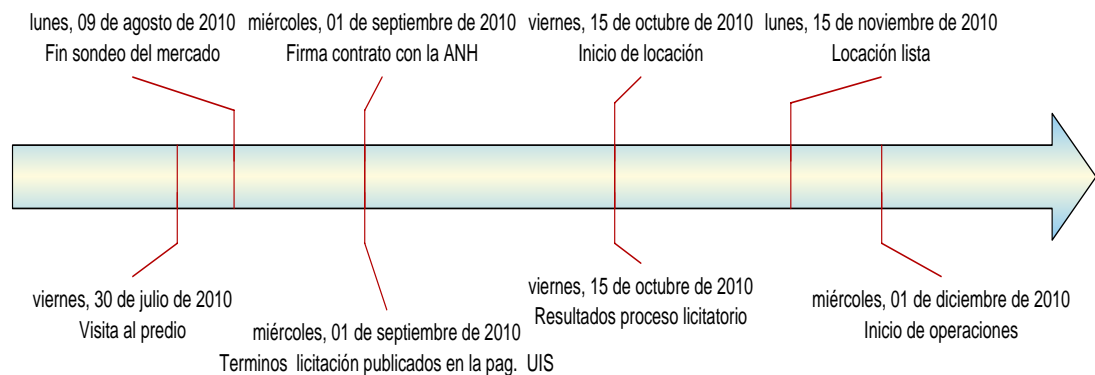 lunes, 09 de agosto de 2010
Fin sondeo del mercado
miércoles, 01 de septiembre de 2010
Firma contrato con la ANH
viernes, 15 de octubre de 2010
Inicio de locación
lunes, 15 de noviembre de 2010
Locación lista
viernes, 30 de julio de 2010
Visita al predio
miércoles, 01 de septiembre de 2010
Terminos licitación publicados en la pag. UIS
viernes, 15 de octubre de 2010
Resultados proceso licitatorio
miércoles, 01 de diciembre de 2010
Inicio de operaciones